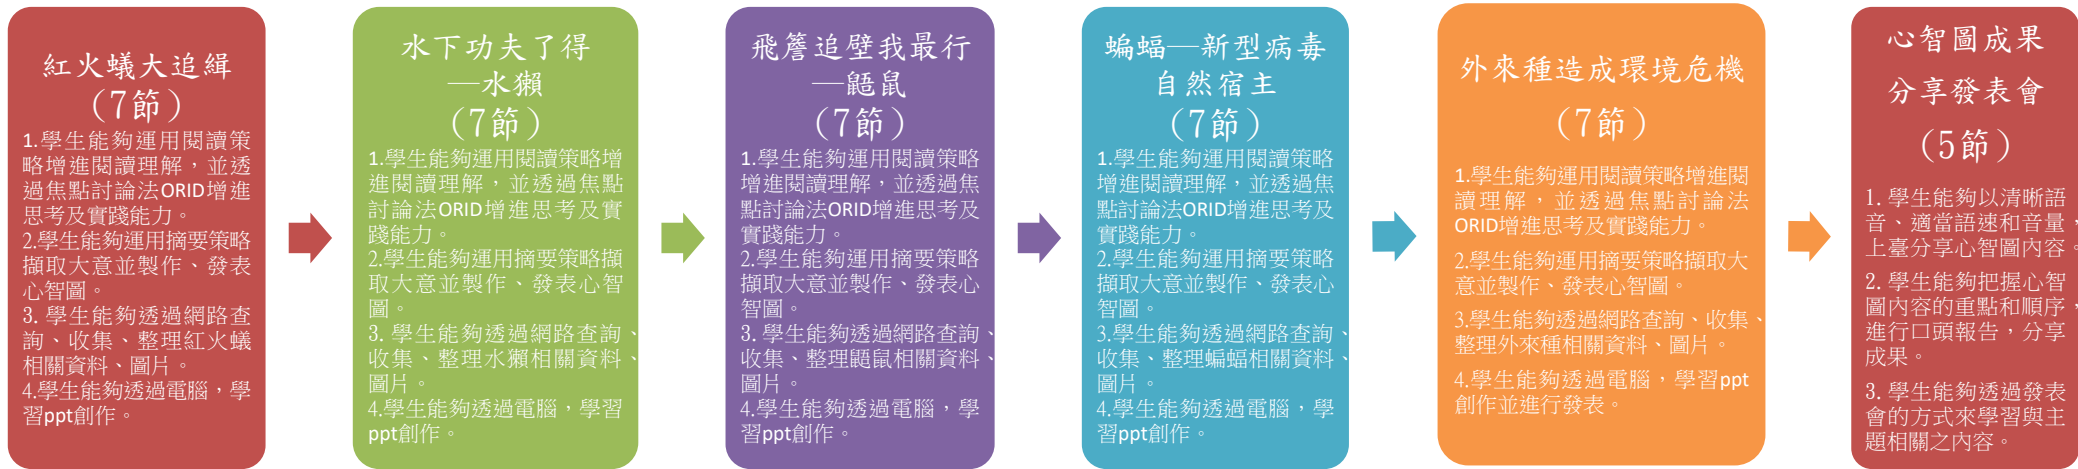 紅火蟻大追緝
(7節)
1.學生能夠運用閱讀策
略增進閱讀理解，並透
過焦點討論法ORID增進
思考及實踐能力。
2.學生能夠運用摘要策略
擷取大意並製作、發表
心智圖。
3. 學生能夠透過網路查
詢、收集、整理紅火蟻
相關資料、圖片。
4.學生能夠透過電腦，學
習ppt創作。
水下功夫了得
—水獺
(7節)
1.學生能夠運用閱讀策略增
進閱讀理解，並透過焦點
討論法ORID增進思考及實
踐能力。
2.學生能夠運用摘要策略擷
取大意並製作、發表心智
圖。
3. 學生能夠透過網路查詢、
收集、整理水獺相關資料、
圖片。
4.學生能夠透過電腦，學習
ppt創作。
飛簷追壁我最行
—鼯鼠
(7節)
1.學生能夠運用閱讀策略
增進閱讀理解，並透過焦
點討論法ORID增進思考及
實踐能力。
2.學生能夠運用摘要策略
擷取大意並製作、發表心
智圖。
3. 學生能夠透過網路查詢、
收集、整理鼯鼠相關資料、
圖片。
4.學生能夠透過電腦，學
習ppt創作。
蝙蝠—新型病毒
自然宿主
(7節)
1.學生能夠運用閱讀策略
增進閱讀理解，並透過焦
點討論法ORID增進思考及
實踐能力。
2.學生能夠運用摘要策略
擷取大意並製作、發表心
智圖。
3.學生能夠透過網路查詢、
收集、整理蝙蝠相關資料、
圖片。
4.學生能夠透過電腦，學
習ppt創作。
外來種造成環境危機
(7節)
1.學生能夠運用閱讀策略增進閱
讀理解，並透過焦點討論法
ORID增進思考及實踐能力。
2.學生能夠運用摘要策略擷取大
意並製作、發表心智圖。
3.學生能夠透過網路查詢、收集、
整理外來種相關資料、圖片。
4.學生能夠透過電腦，學習ppt
創作並進行發表。
心智圖成果
分享發表會
(5節)
1. 學生能夠以清晰語
音、適當語速和音量，
上臺分享心智圖內容。
2. 學生能夠把握心智
圖內容的重點和順序，
進行口頭報告，分享
成果。
3. 學生能夠透過發表
會的方式來學習與主
題相關之內容。